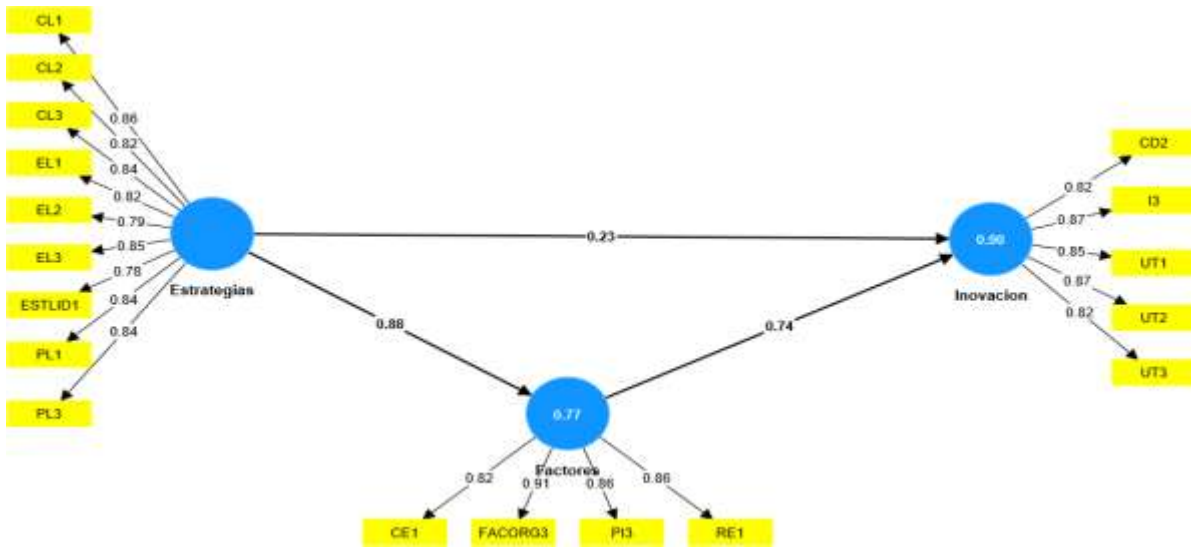 CL1
CL2
CL3
EL1
EL2
EL3
ESTLID1
PL1
PL3
0.86
0.82
0.84
0.82
0.79
0.85
0.78
0.84
0.84
Estrategias
0.23
0.88
0.74
0.90
Inovacion
0.82
0.87
0.85
0.87
0.82
CD2
I3
UT1
UT2
UT3
0.77
Factores
0.82
0.91
0.86
0.86
CE1
FACORG3
PI3
RE1